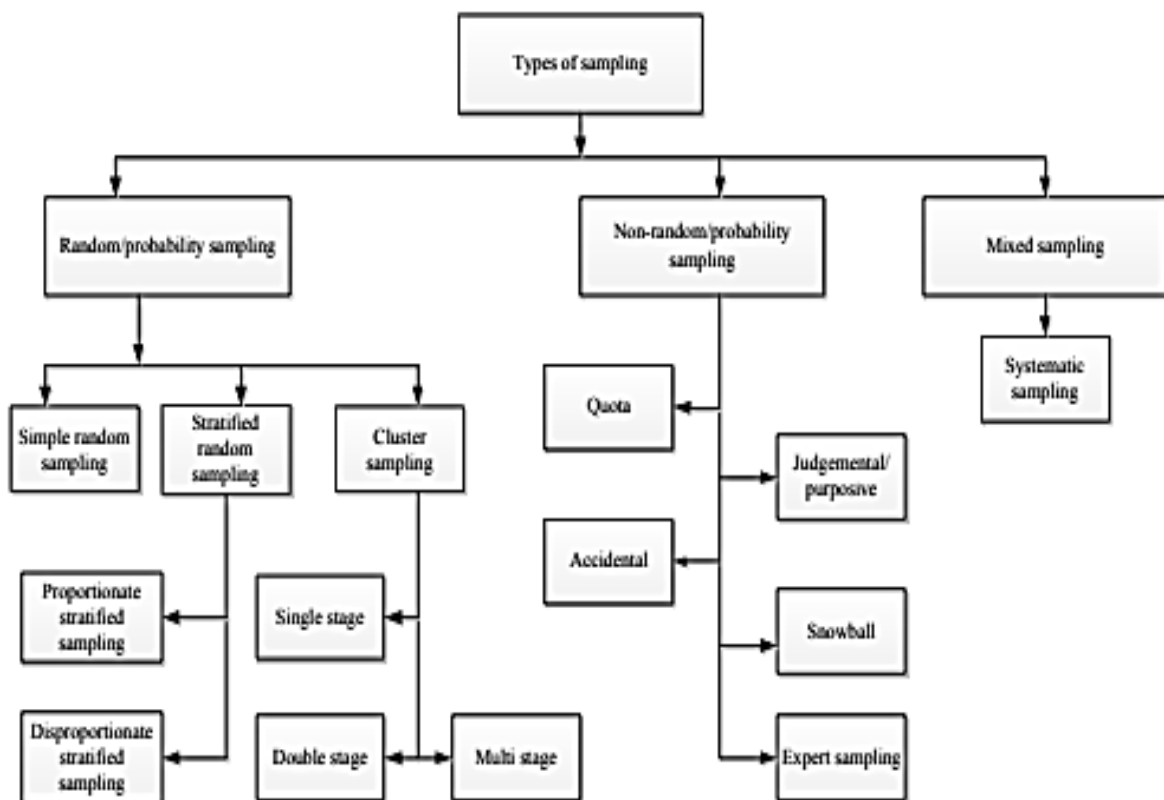 Types of sampling
Random/probability sampling
Non-random/probability
sampling
Mixed sampling
Systematic
sampling
Quota
Simple random
sampling
Stratified
random
sampling
Cluster
sampling
Judgemental/
purposive
Accidental
Proportionate
stratified
sampling
Single stage
Snowball
Disproportionate
stratified
sampling
Double stage
Multi stage
Expert sampling